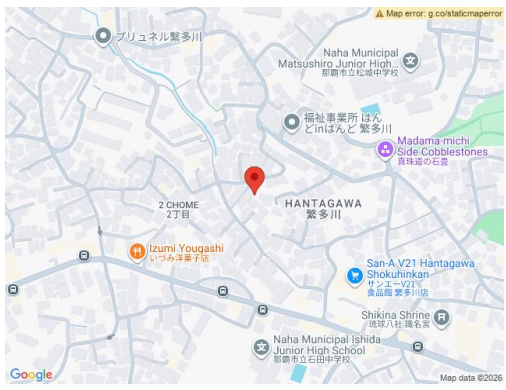 Map error: g.co/staticmaperror
プリュネル繁多川
Naha Municipal
Matsushiro Junior High...
那覇市立松城中学校
福祉事業所 はん
どinはんど 繁多川
Madama-michi
Side Cobblestones
真珠道の石畳
2 CHOME
2丁目
HANTAGAWA
繁多川
Izumi Yougashi
いづみ洋菓子店
San-A V21 Hantagawa
Shokuhinkan
サンエーV21
食品館 繁多川店
Shikina Shrine
琉球八社 識名宮
Naha Municipal Ishida
Junior High School
那覇市立石田中学校
Google
Map data ©2026